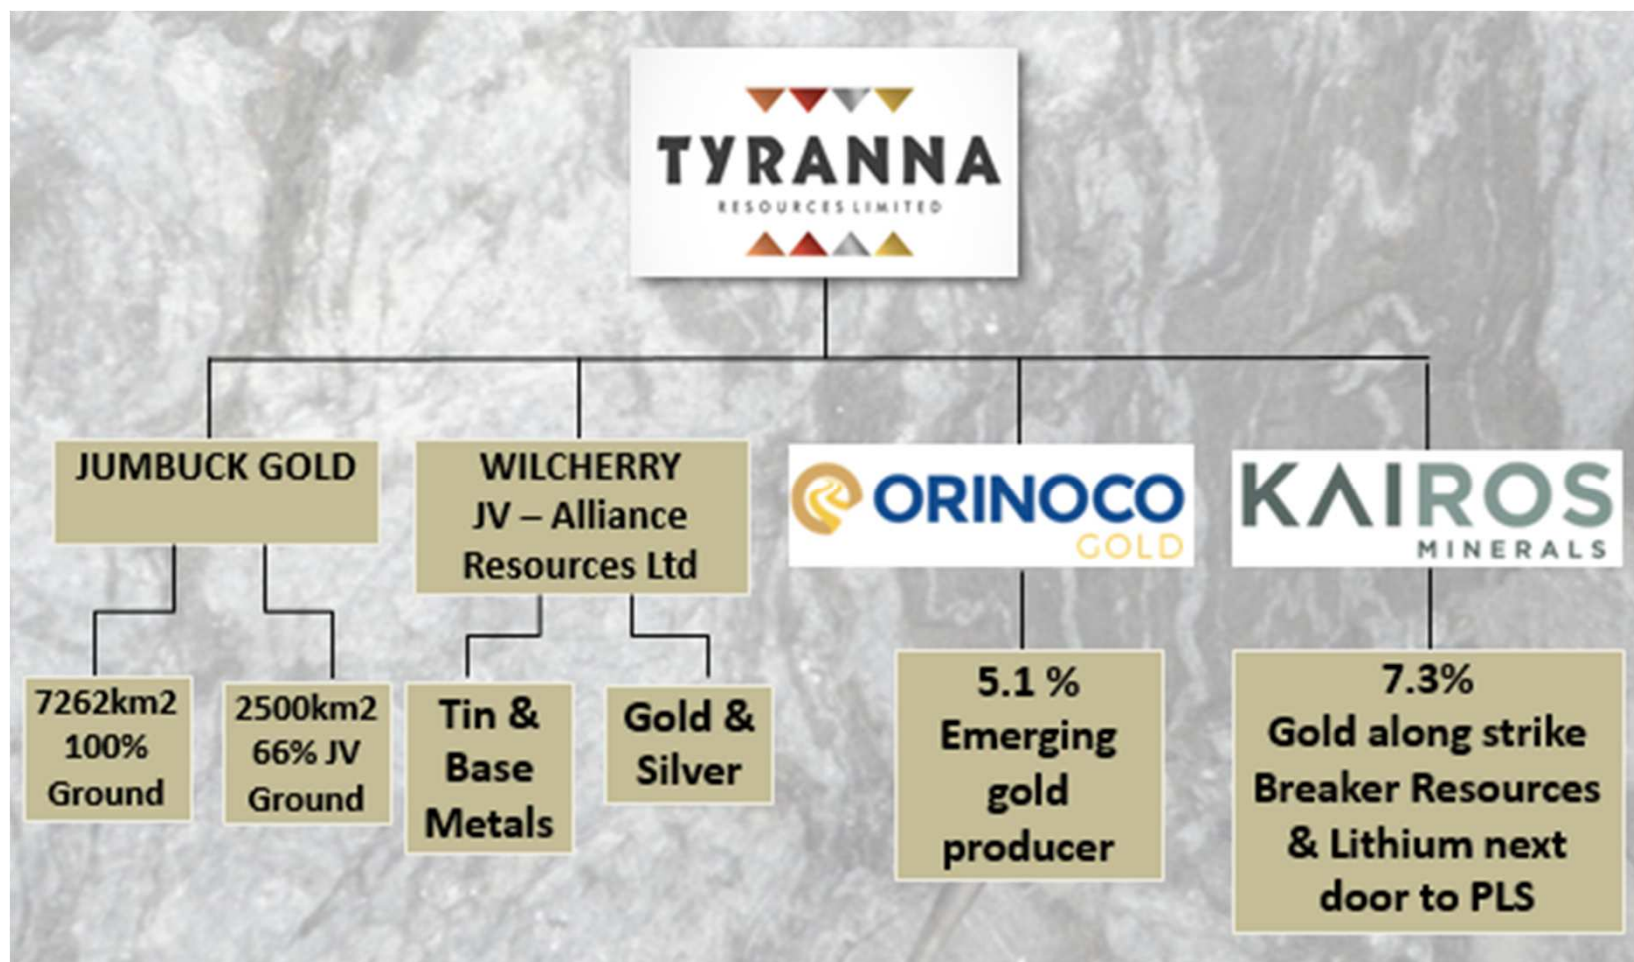 TYRANNA
RESOURCES LIMITED
JUMBUCK GOLD
WILCHERRY
JV – Alliance
Resources Ltd
ORINOCO
GOLD
KAIROS
MINERALS
7262km2
100%
Ground
2500km2
66% JV
Ground
Tin &
Base
Metals
Gold &
Silver
5.1 %
Emerging
gold
producer
7.3%
Gold along strike
Breaker Resources
& Lithium next
door to PLS